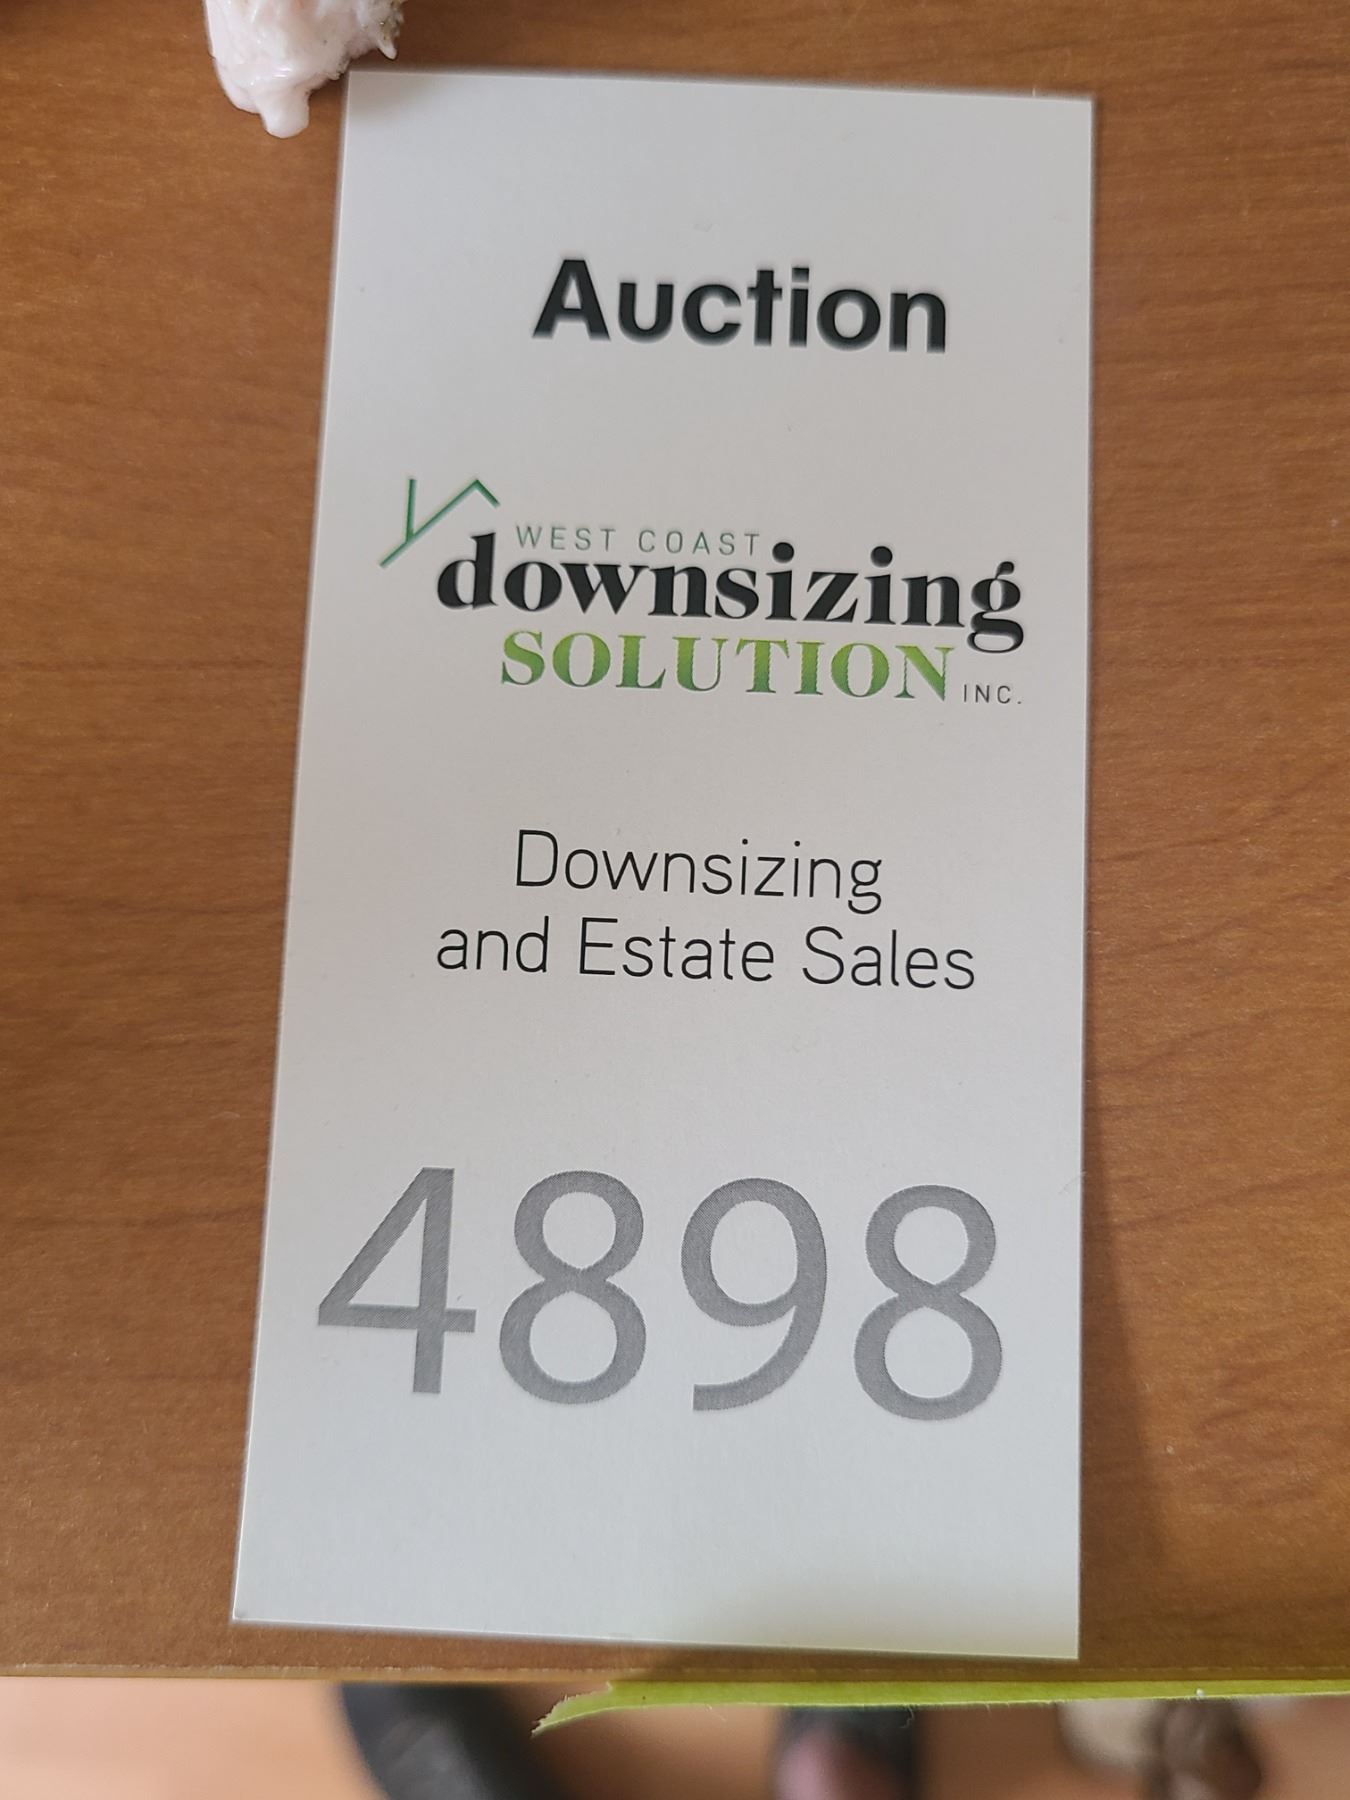 Auction
WEST COAST
downsizing
SOLUTION INC.
Downsizing
and Estate Sales
4898